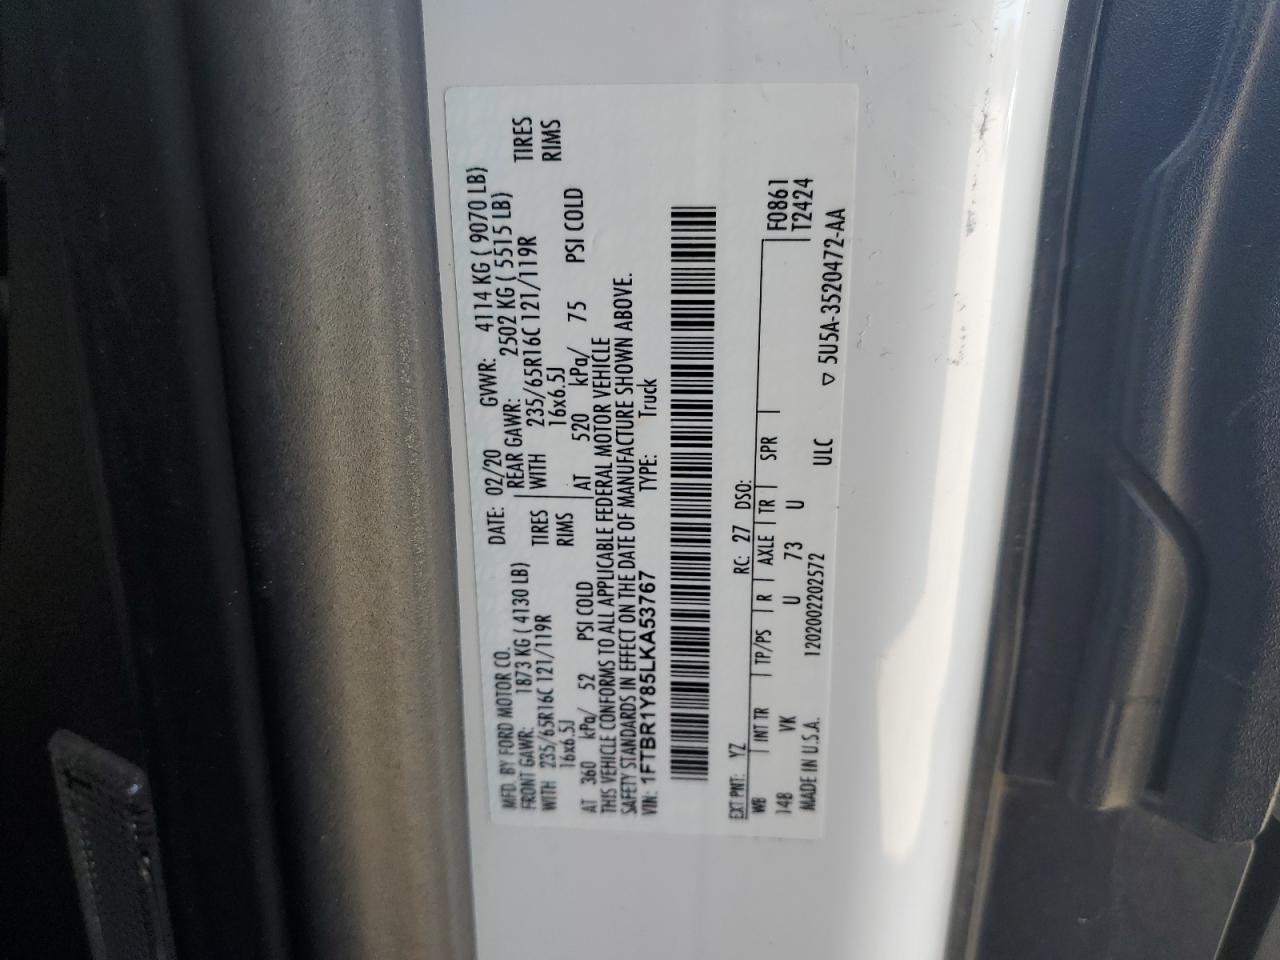 MFD. BY FORD MOTOR CO. DATE: 02/20 GVWR: 4114 KG ( 9070 LB)
FRONT GAWR: 1873 KG ( 4130 LB) REAR GAWR: 2502 KG ( 5515 LB)
WITH 235/65R16C 121/119R TIRES WITH 235/65R16C 121/119R TIRES
16x6.5J RIMS 16x6.5J RIMS
AT 360 kPa/ 52 PSI COLD AT 520 kPa/ 75 PSI COLD
THIS VEHICLE CONFORMS TO ALL APPLICABLE FEDERAL MOTOR VEHICLE
SAFETY STANDARDS IN EFFECT ON THE DATE OF MANUFACTURE SHOWN ABOVE.
VIN: 1FTBR1Y85LKA53767 TYPE: Truck
EXT PNT: YZ RC: 27 DSO: F0861
WB INT TR TP/PS R AXLE TR SPR T2424
148 VK U 73 U
MADE IN U.S.A. 1202002202572 ULC ▽ 5U5A-3520472-AA